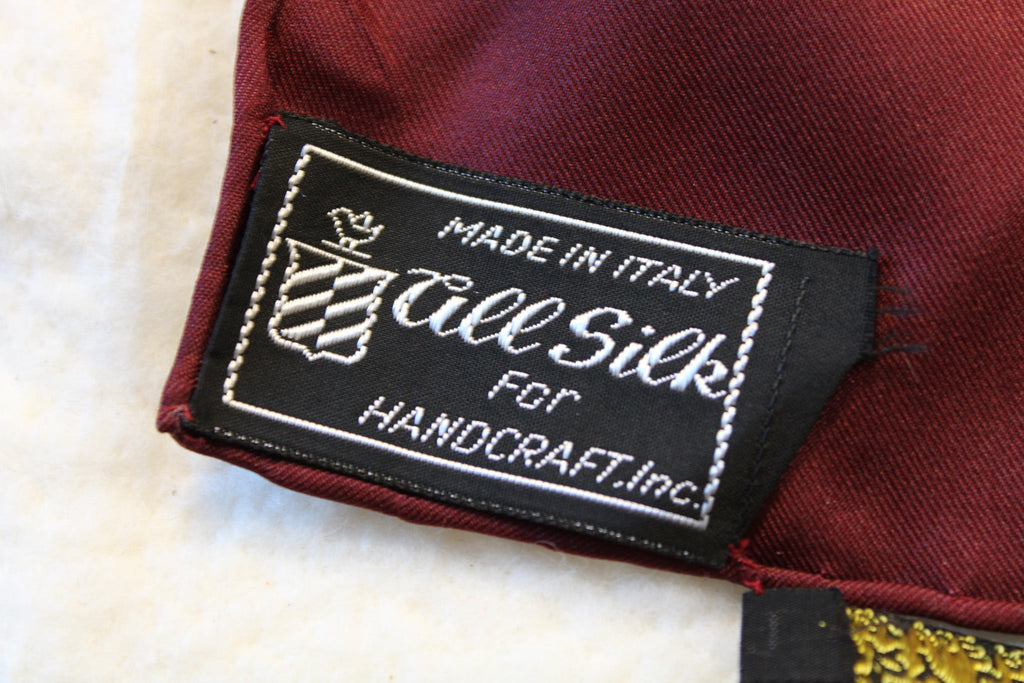 MADE IN ITALY
All Silk
For
HANDCRAFT,Inc.